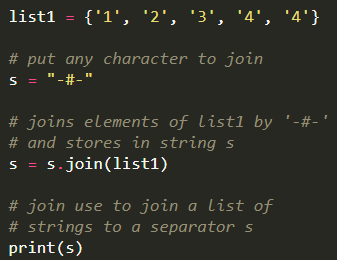 list1 = {'1', '2', '3', '4', '4'}
# put any character to join
s = "-#-"
# joins elements of list1 by '-#-'
# and stores in string s
s = s.join(list1)
# join use to join a list of
# strings to a separator s
print(s)